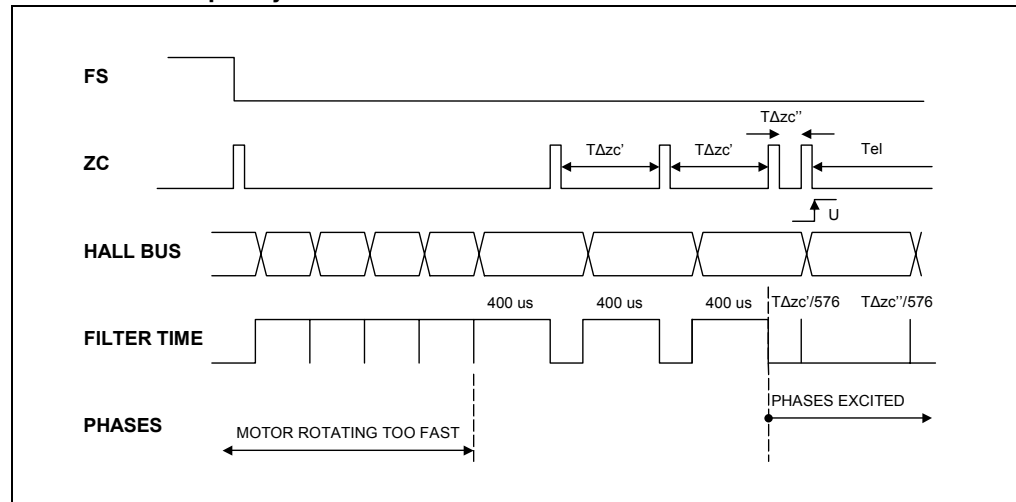 FS
TΔzc''
ZC
TΔzc'
TΔzc'
Tel
U
HALL BUS
400 us
400 us
400 us
TΔzc'/576
TΔzc''/576
FILTER TIME
PHASES EXCITED
PHASES
MOTOR ROTATING TOO FAST